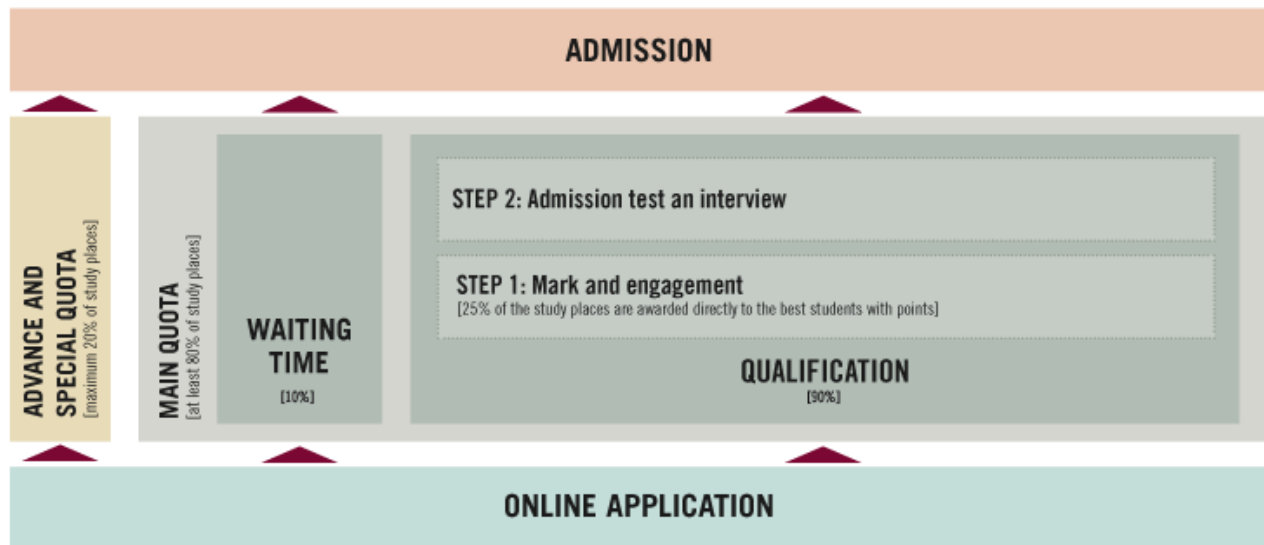 ADMISSION
ADVANCE AND
SPECIAL QUOTA
[maximum 20% of study places]
MAIN QUOTA
[at least 80% of study places]
WAITING
TIME
[10%]
STEP 2: Admission test an interview
STEP 1: Mark and engagement
[25% of the study places are awarded directly to the best students with points]
QUALIFICATION
[90%]
ONLINE APPLICATION